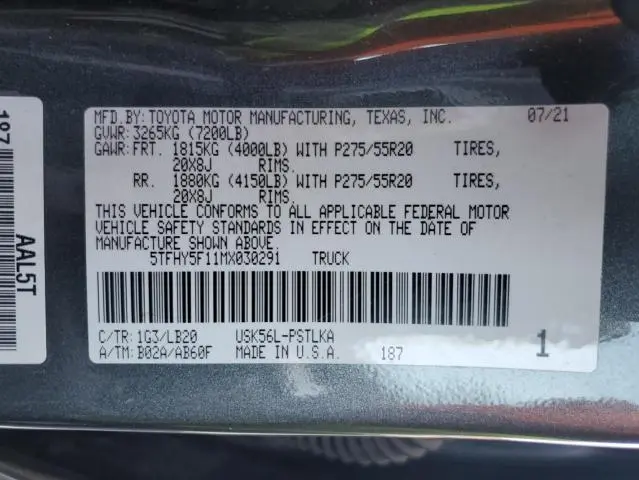 MFD.BY:TOYOTA MOTOR MANUFACTURING, TEXAS, INC. 07/21
GVWR:3265KG (7200LB)
GAWR:FRT. 1815KG (4000LB) WITH P275/55R20 TIRES,
20X8J RIMS.
RR. 1880KG (4150LB) WITH P275/55R20 TIRES,
20X8J RIMS.
THIS VEHICLE CONFORMS TO ALL APPLICABLE FEDERAL MOTOR
VEHICLE SAFETY STANDARDS IN EFFECT ON THE DATE OF
MANUFACTURE SHOWN ABOVE.
5TFHY5F11MX030291 TRUCK
C/TR:1G3/LB20 USK56L-PSTLKA
A/TM:B02A/AB60F MADE IN U.S.A. 187 1
187
AAL5T